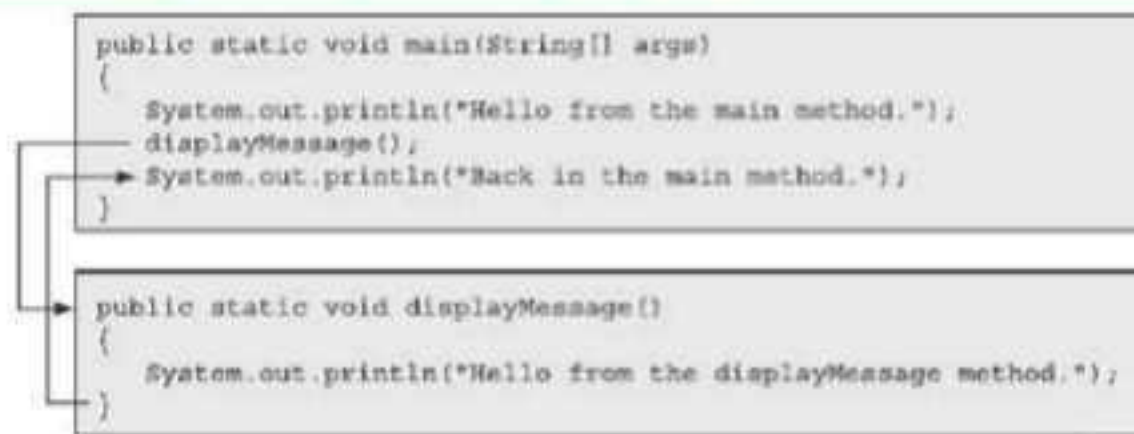 public static void main(String[] args)
{
System.out.println("Hello from the main method.");
displayMessage();
System.out.println("Back in the main method.");
}
public static void displayMessage()
{
System.out.println("Hello from the displayMessage method.");
}